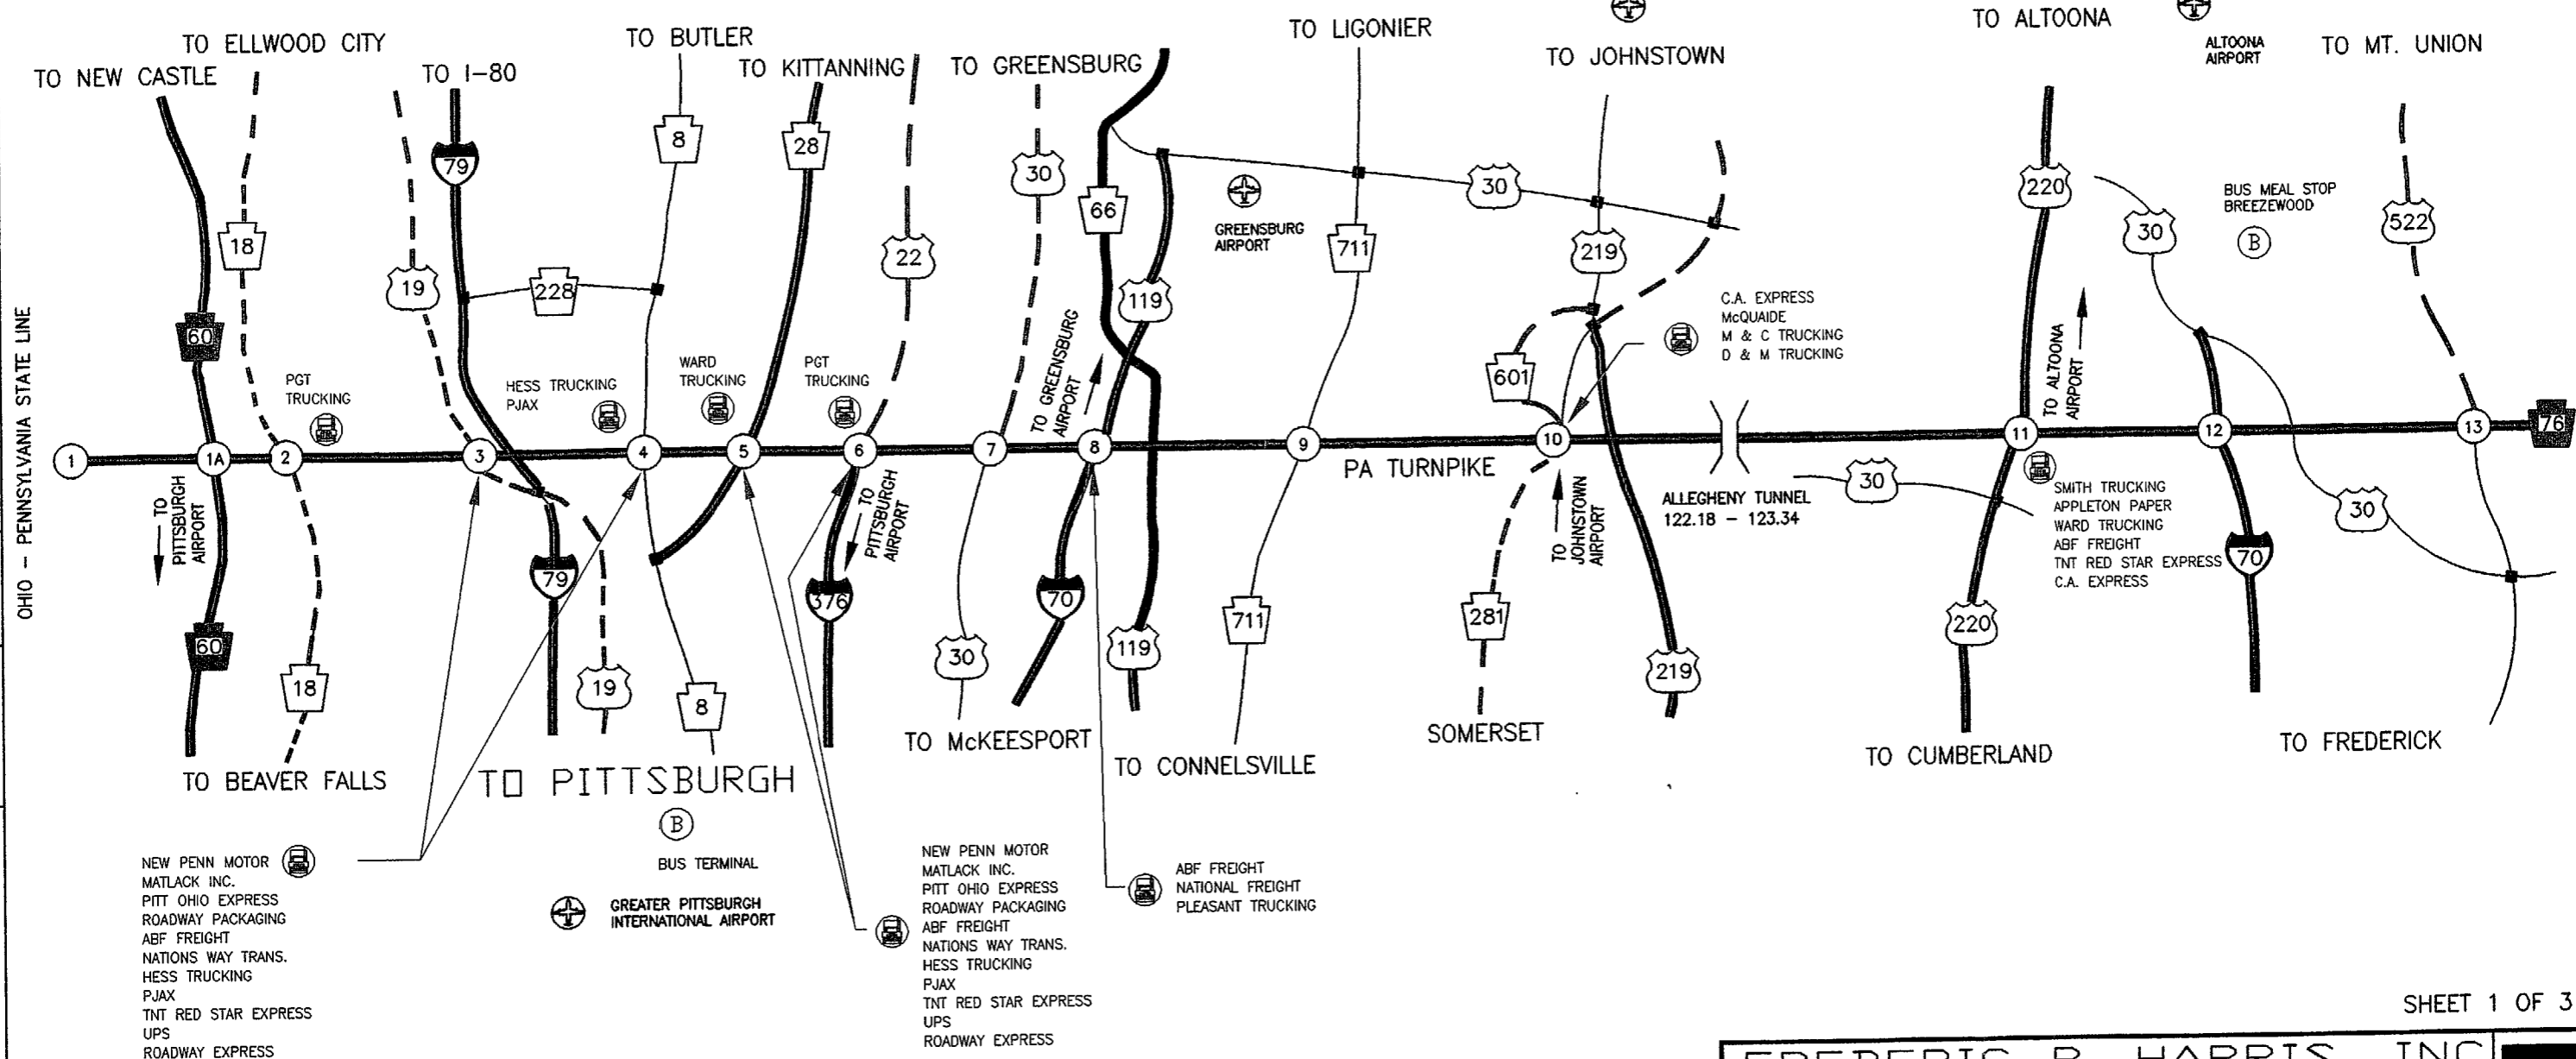 TO ALTOONA
TO LIGONIER
TO BUTLER
TO ELLWOOD CITY
ALTOONA
AIRPORT
TO MT. UNION
TO JOHNSTOWN
TO NEW CASTLE
TO I-80
TO KITTANNING
TO GREENSBURG
79
8
28
30
66
30
220
BUS MEAL STOP
BREEZEWOOD
B
18
22
GREENSBURG
AIRPORT
711
219
30
522
19
228
119
60
OHIO - PENNSYLVANIA STATE LINE
C.A. EXPRESS
McQUAIDE
M & C TRUCKING
D & M TRUCKING
PGT
TRUCKING
HESS TRUCKING
PJAX
WARD
TRUCKING
PGT
TRUCKING
TO GREENSBURG
AIRPORT
601
TO ALTOONA
AIRPORT
1
1A
2
3
4
5
6
7
8
9
10
11
12
13
76
PA TURNPIKE
TO
PITTSBURGH
AIRPORT
TO
PITTSBURGH
AIRPORT
TO
JOHNSTOWN
AIRPORT
ALLEGHENY TUNNEL
122.18 - 123.34
30
SMITH TRUCKING
APPLETON PAPER
WARD TRUCKING
ABF FREIGHT
TNT RED STAR EXPRESS
C.A. EXPRESS
30
79
376
70
70
60
18
19
8
30
119
711
281
219
220
TO BEAVER FALLS
TO PITTSBURGH
TO McKEESPORT
TO CONNELSVILLE
SOMERSET
TO CUMBERLAND
TO FREDERICK
B
BUS TERMINAL
GREATER PITTSBURGH
INTERNATIONAL AIRPORT
NEW PENN MOTOR
MATLACK INC.
PITT OHIO EXPRESS
ROADWAY PACKAGING
ABF FREIGHT
NATIONS WAY TRANS.
HESS TRUCKING
PJAX
TNT RED STAR EXPRESS
UPS
ROADWAY EXPRESS
NEW PENN MOTOR
MATLACK INC.
PITT OHIO EXPRESS
ROADWAY PACKAGING
ABF FREIGHT
NATIONS WAY TRANS.
HESS TRUCKING
PJAX
TNT RED STAR EXPRESS
UPS
ROADWAY EXPRESS
ABF FREIGHT
NATIONAL FREIGHT
PLEASANT TRUCKING
SHEET 1 OF 3
FREDERIC R. HARRIS, INC